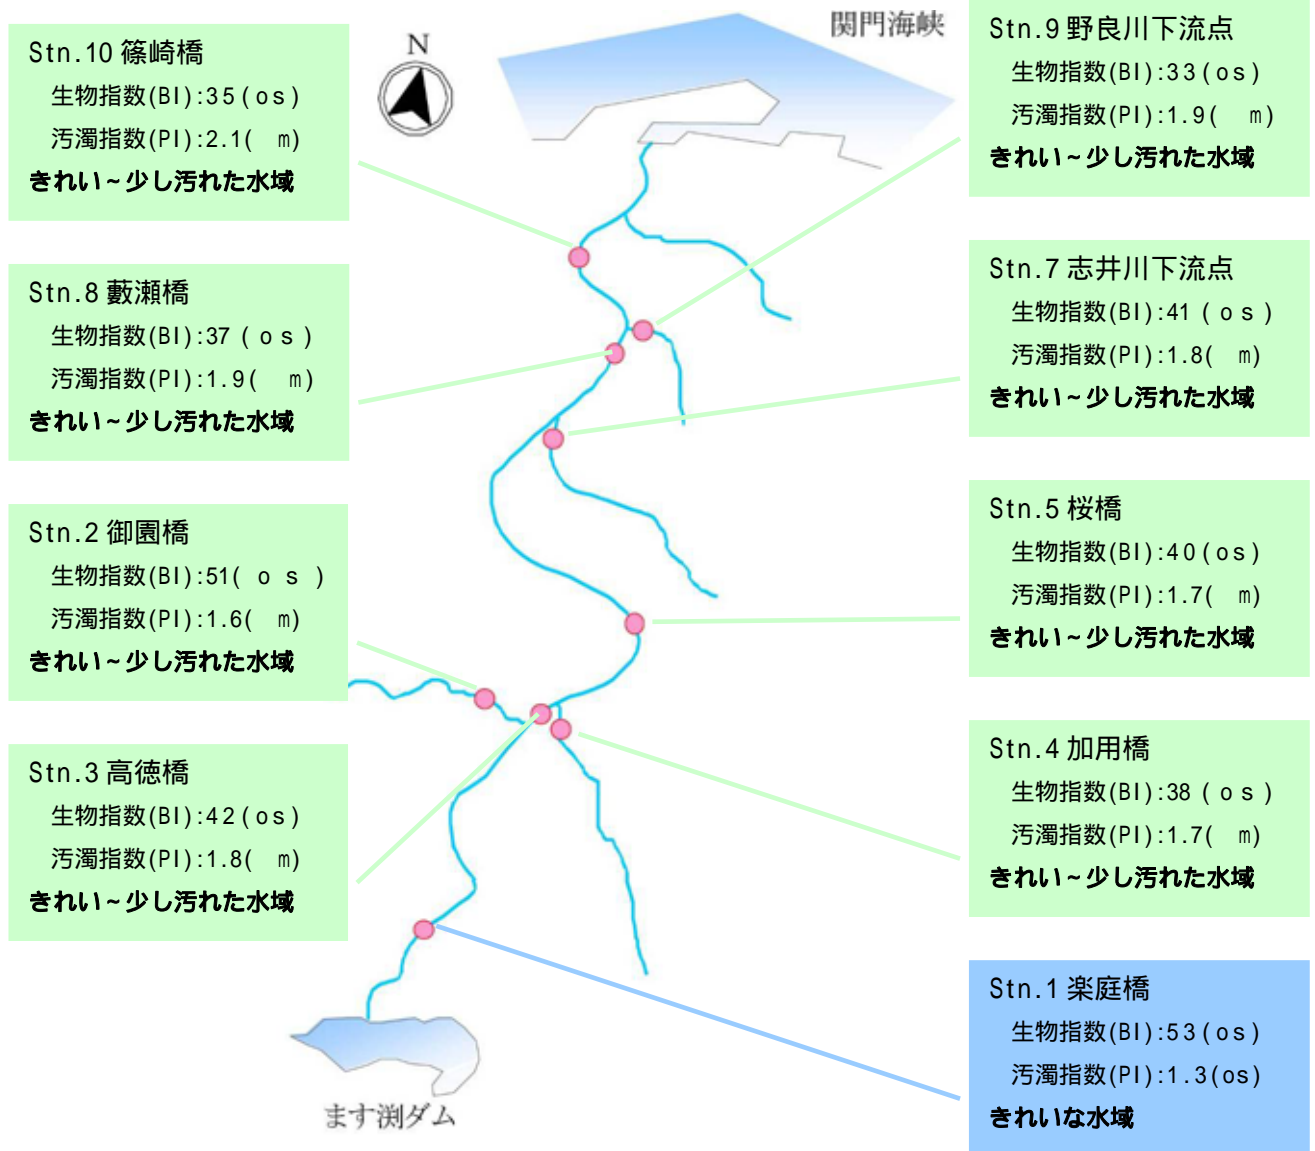 Stn.10 篠崎橋
生物指数(BI):35(os)
汚濁指数(PI):2.1( m)
きれい~少し汚れた水域
N
関門海峡
Stn.9 野良川下流点
生物指数(BI):33(os)
汚濁指数(PI):1.9( m)
きれい~少し汚れた水域
Stn.8 藪瀬橋
生物指数(BI):37(os)
汚濁指数(PI):1.9( m)
きれい~少し汚れた水域
Stn.7 志井川下流点
生物指数(BI):41(os)
汚濁指数(PI):1.8( m)
きれい~少し汚れた水域
Stn.2 御園橋
生物指数(BI):51(os)
汚濁指数(PI):1.6( m)
きれい~少し汚れた水域
Stn.5 桜橋
生物指数(BI):40(os)
汚濁指数(PI):1.7( m)
きれい~少し汚れた水域
Stn.3 高徳橋
生物指数(BI):42(os)
汚濁指数(PI):1.8( m)
きれい~少し汚れた水域
Stn.4 加用橋
生物指数(BI):38(os)
汚濁指数(PI):1.7( m)
きれい~少し汚れた水域
Stn.1 楽庭橋
生物指数(BI):53(os)
汚濁指数(PI):1.3(os)
きれいな水域
ます渕ダム